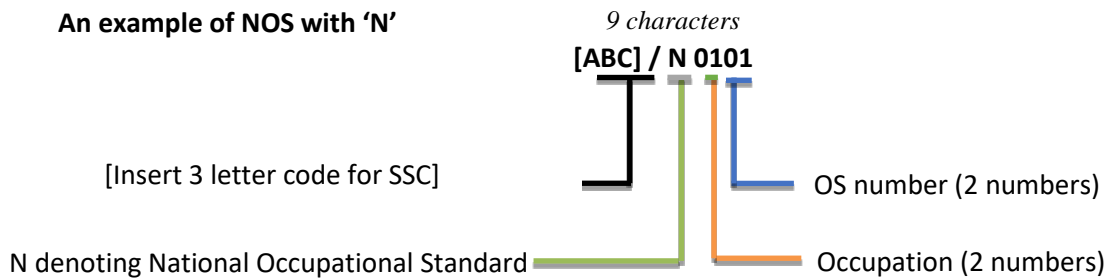 An example of NOS with ‘N’
9 characters
[ABC] / N 0101
[Insert 3 letter code for SSC]
OS number (2 numbers)
N denoting National Occupational Standard
Occupation (2 numbers)